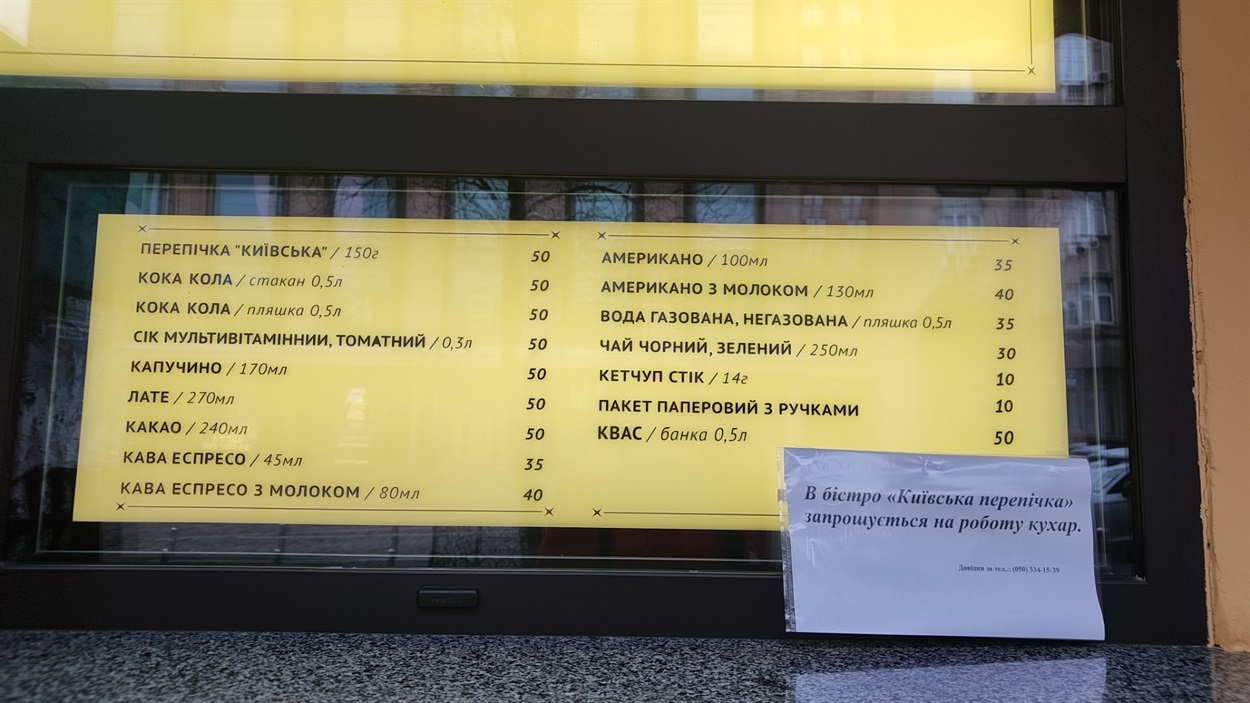 ПЕРЕПІЧКА "КИЇВСЬКА" / 150г 50
КОКА КОЛА / стакан 0,5л 50
КОКА КОЛА / пляшка 0,5л 50
СІК МУЛЬТИВІТАМІННИИ, ТОМАТНИЙ / 0,3л 50
КАПУЧИНО / 170мл 50
ЛАТЕ / 270мл 50
КАКАО / 240мл 50
КАВА ЕСПРЕСО / 45мл 35
КАВА ЕСПРЕСО З МОЛОКОМ / 80мл 40
АМЕРИКАНО / 100мл 35
АМЕРИКАНО З МОЛОКОМ / 130мл 40
ВОДА ГАЗОВАНА, НЕГАЗОВАНА / пляшка 0,5л 35
ЧАЙ ЧОРНИЙ, ЗЕЛЕНИЙ / 250мл 30
КЕТЧУП СТІК / 14г 10
ПАКЕТ ПАПЕРОВИЙ З РУЧКАМИ 10
КВАС / банка 0,5л 50
В бістро «Київська перепічка»
запрошується на роботу кухар.
Довідки за тел..: (050) 334-15-39